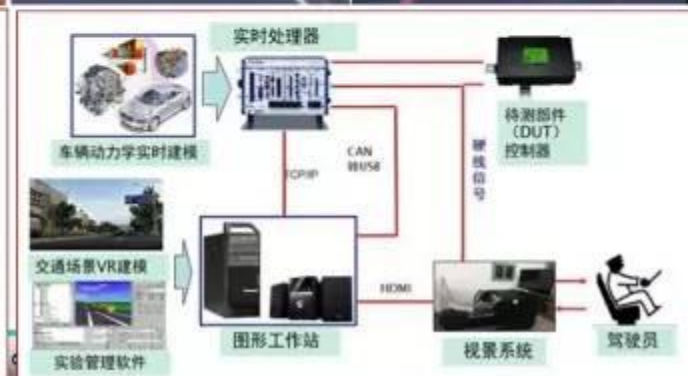 实时处理器
车辆动力学实时建模
待测部件
(DUT)
控制器
CAN
转USB
TCP/IP
硬线信号
交通场景VR建模
实验管理软件
图形工作站
HDMI
视景系统
驾驶员